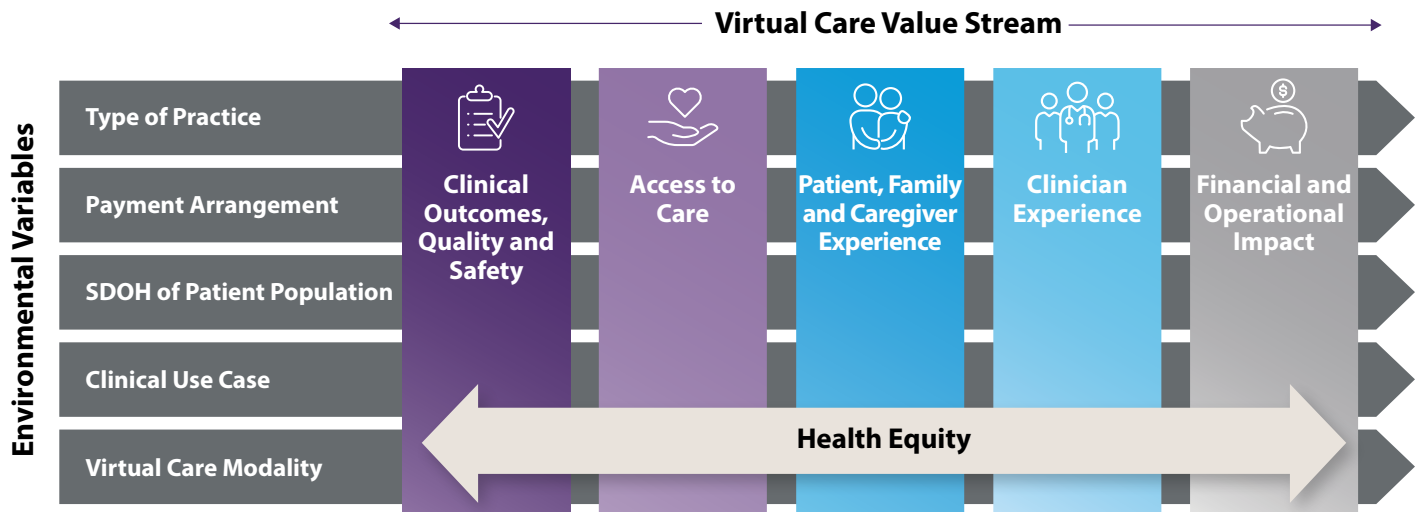 Virtual Care Value Stream
Environmental Variables
Type of Practice
Payment Arrangement
SDOH of Patient Population
Clinical Use Case
Virtual Care Modality
Clinical
Outcomes,
Quality and
Safety
Access to
Care
Patient, Family
and Caregiver
Experience
Clinician
Experience
$
Financial and
Operational
Impact
Health Equity